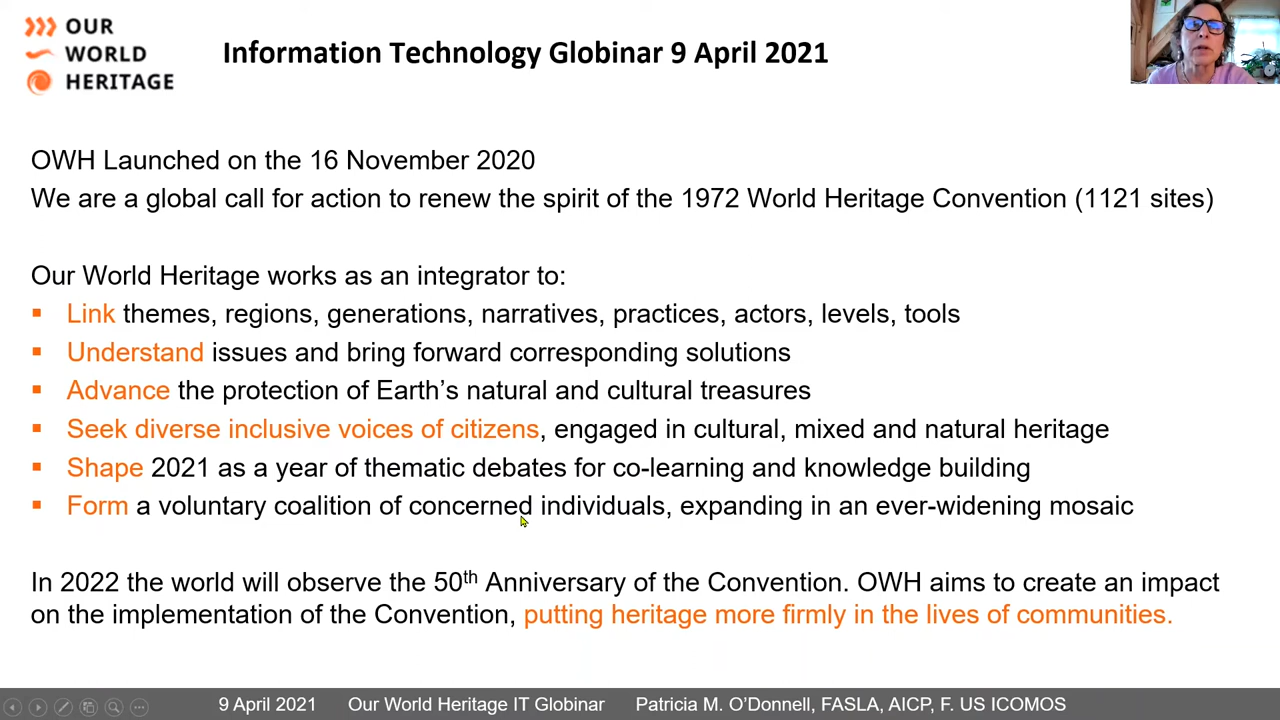 OUR
WORLD
HERITAGE
Information Technology Globinar 9 April 2021
OWH Launched on the 16 November 2020
We are a global call for action to renew the spirit of the 1972 World Heritage Convention (1121 sites)
Our World Heritage works as an integrator to:
▪ Link themes, regions, generations, narratives, practices, actors, levels, tools
▪ Understand issues and bring forward corresponding solutions
▪ Advance the protection of Earth’s natural and cultural treasures
▪ Seek diverse inclusive voices of citizens, engaged in cultural, mixed and natural heritage
▪ Shape 2021 as a year of thematic debates for co-learning and knowledge building
▪ Form a voluntary coalition of concerned individuals, expanding in an ever-widening mosaic
In 2022 the world will observe the 50th Anniversary of the Convention. OWH aims to create an impact
on the implementation of the Convention, putting heritage more firmly in the lives of communities.
9 April 2021 Our World Heritage IT Globinar Patricia M. O’Donnell, FASLA, AICP, F. US ICOMOS